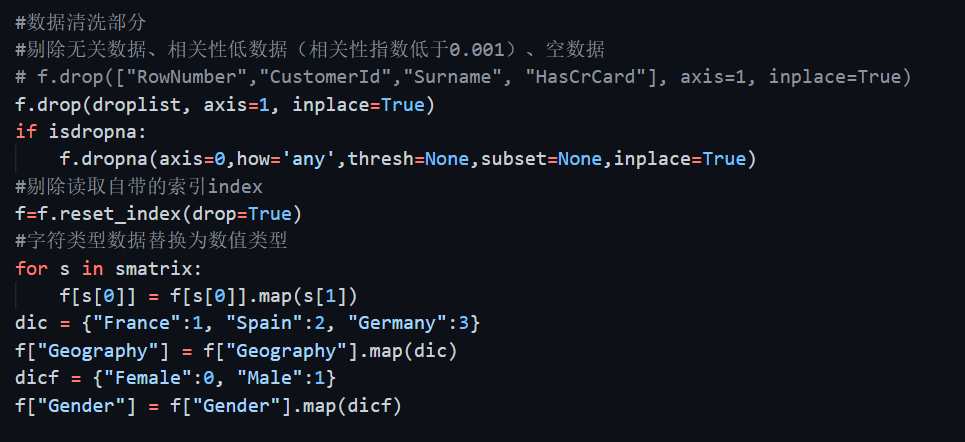 #数据清洗部分
#剔除无关数据、相关性低数据（相关性指数低于0.001）、空数据
# f.drop(["RowNumber","CustomerId","Surname", "HasCrCard"], axis=1, inplace=True)
f.drop(droplist, axis=1, inplace=True)
if isdropna:
    f.dropna(axis=0,how='any',thresh=None,subset=None,inplace=True)
#剔除读取自带的索引index
f=f.reset_index(drop=True)
#字符类型数据替换为数值类型
for s in smatrix:
    f[s[0]] = f[s[0]].map(s[1])
dic = {"France":1, "Spain":2, "Germany":3}
f["Geography"] = f["Geography"].map(dic)
dicf = {"Female":0, "Male":1}
f["Gender"] = f["Gender"].map(dicf)